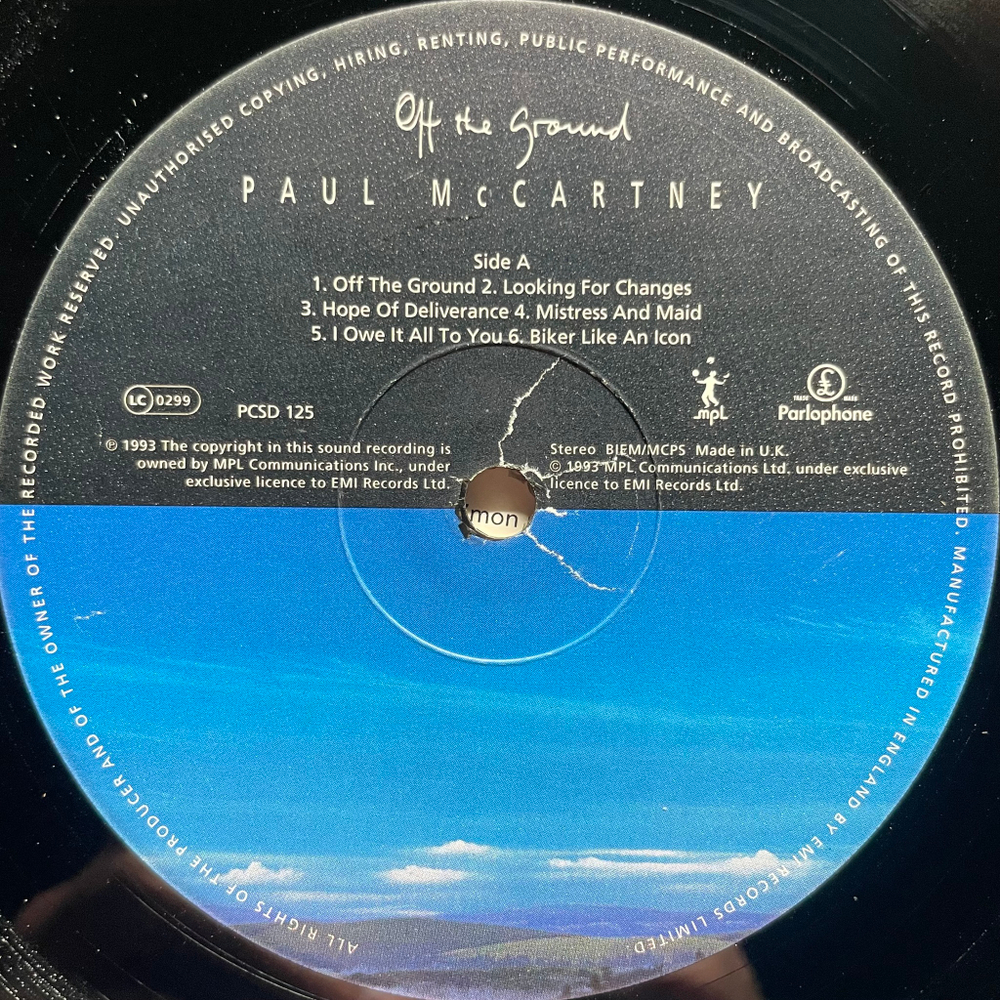 Off the Ground
PAUL McCARTNEY
Side A
1. Off The Ground 2. Looking For Changes
3. Hope Of Deliverance 4. Mistress And Maid
5. I Owe It All To You 6. Biker Like An Icon
LC 0299
PCSD 125
mpL
£
TRADE MARK
Parlophone
℗ 1993 The copyright in this sound recording is
owned by MPL Communications Inc., under
exclusive licence to EMI Records Ltd.
Stereo BIEM/MCPS Made in U.K.
© 1993 MPL Communications Ltd. under exclusive
licence to EMI Records Ltd.
'mon
ALL RIGHTS OF THE PRODUCER AND OF THE OWNER OF THE RECORDED WORK RESERVED. UNAUTHORISED COPYING, HIRING, RENTING, PUBLIC PERFORMANCE AND BROADCASTING OF THIS RECORD PROHIBITED. MANUFACTURED IN ENGLAND BY EMI RECORDS LIMITED.